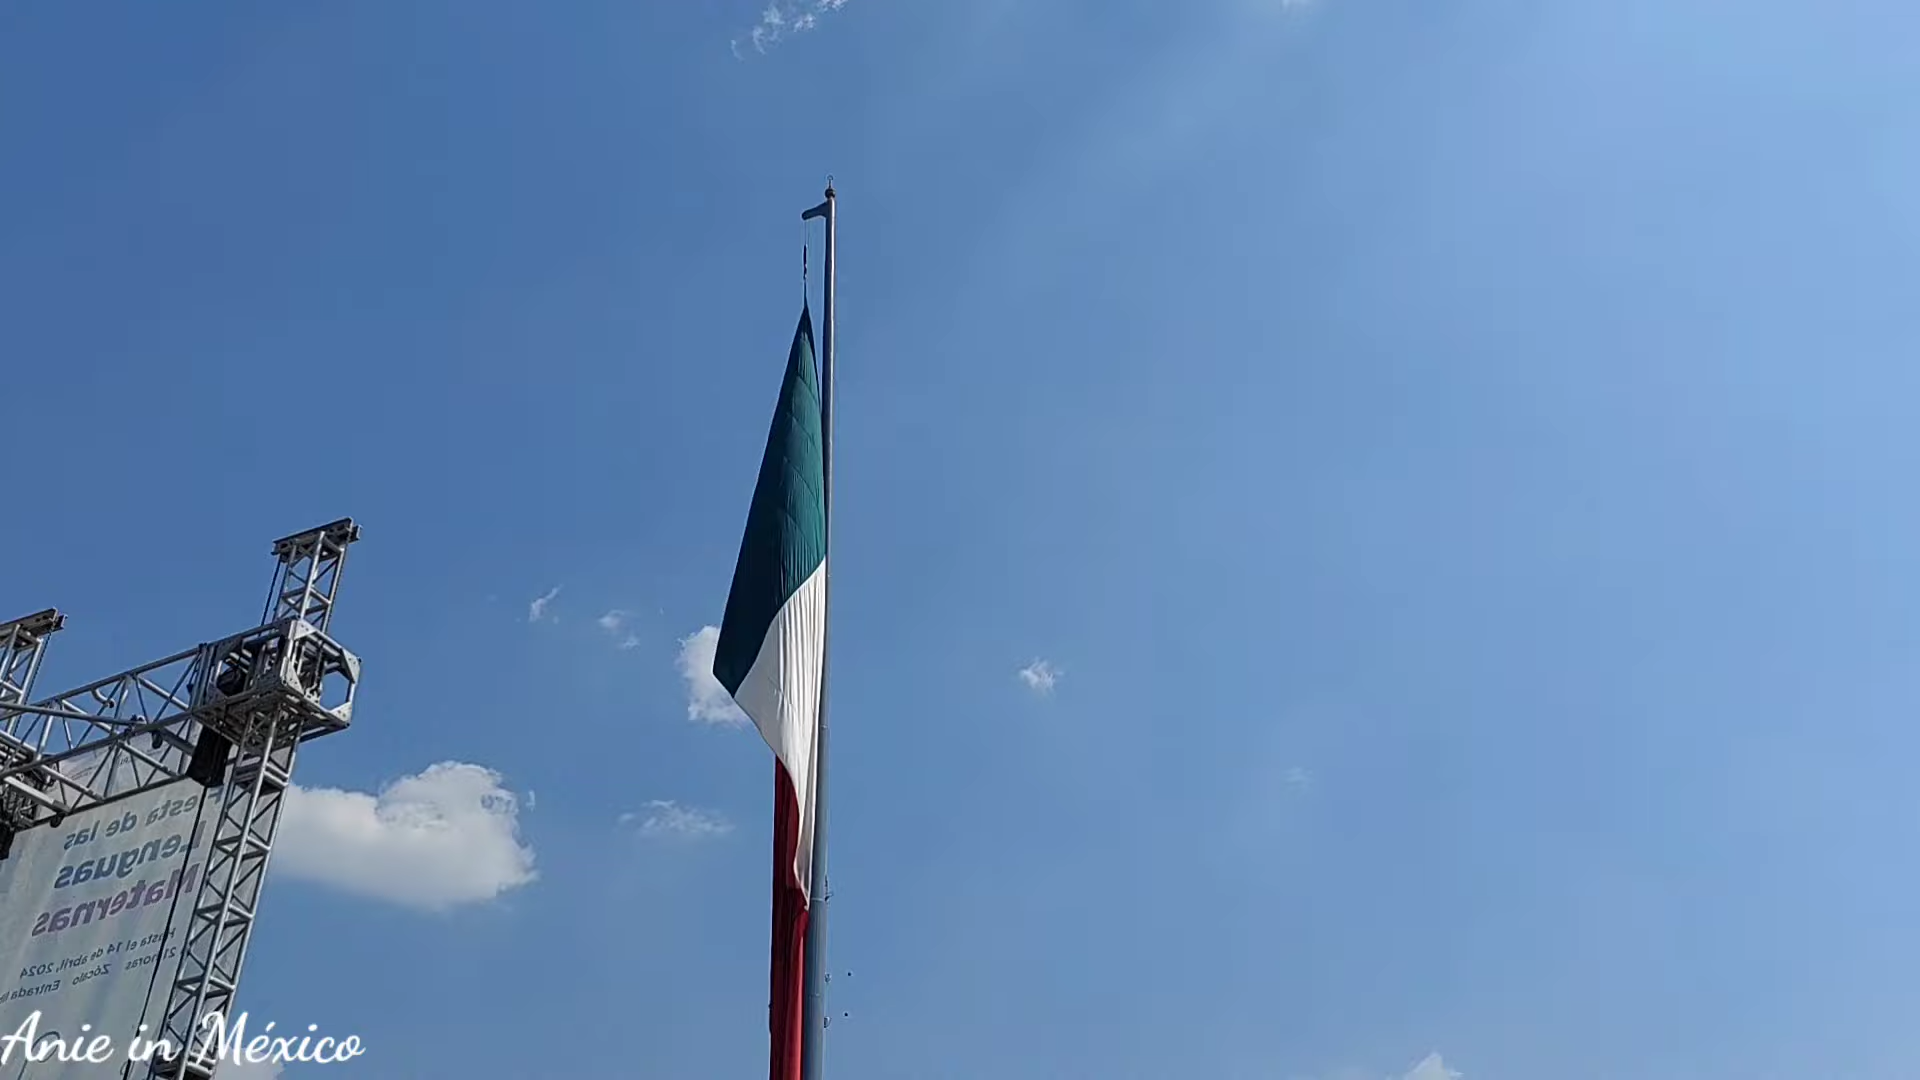 Fiesta de las
Lenguas
Maternas
Hasta el 14 de abril, 2024
21 horas Zócalo Entrada
Anie in México